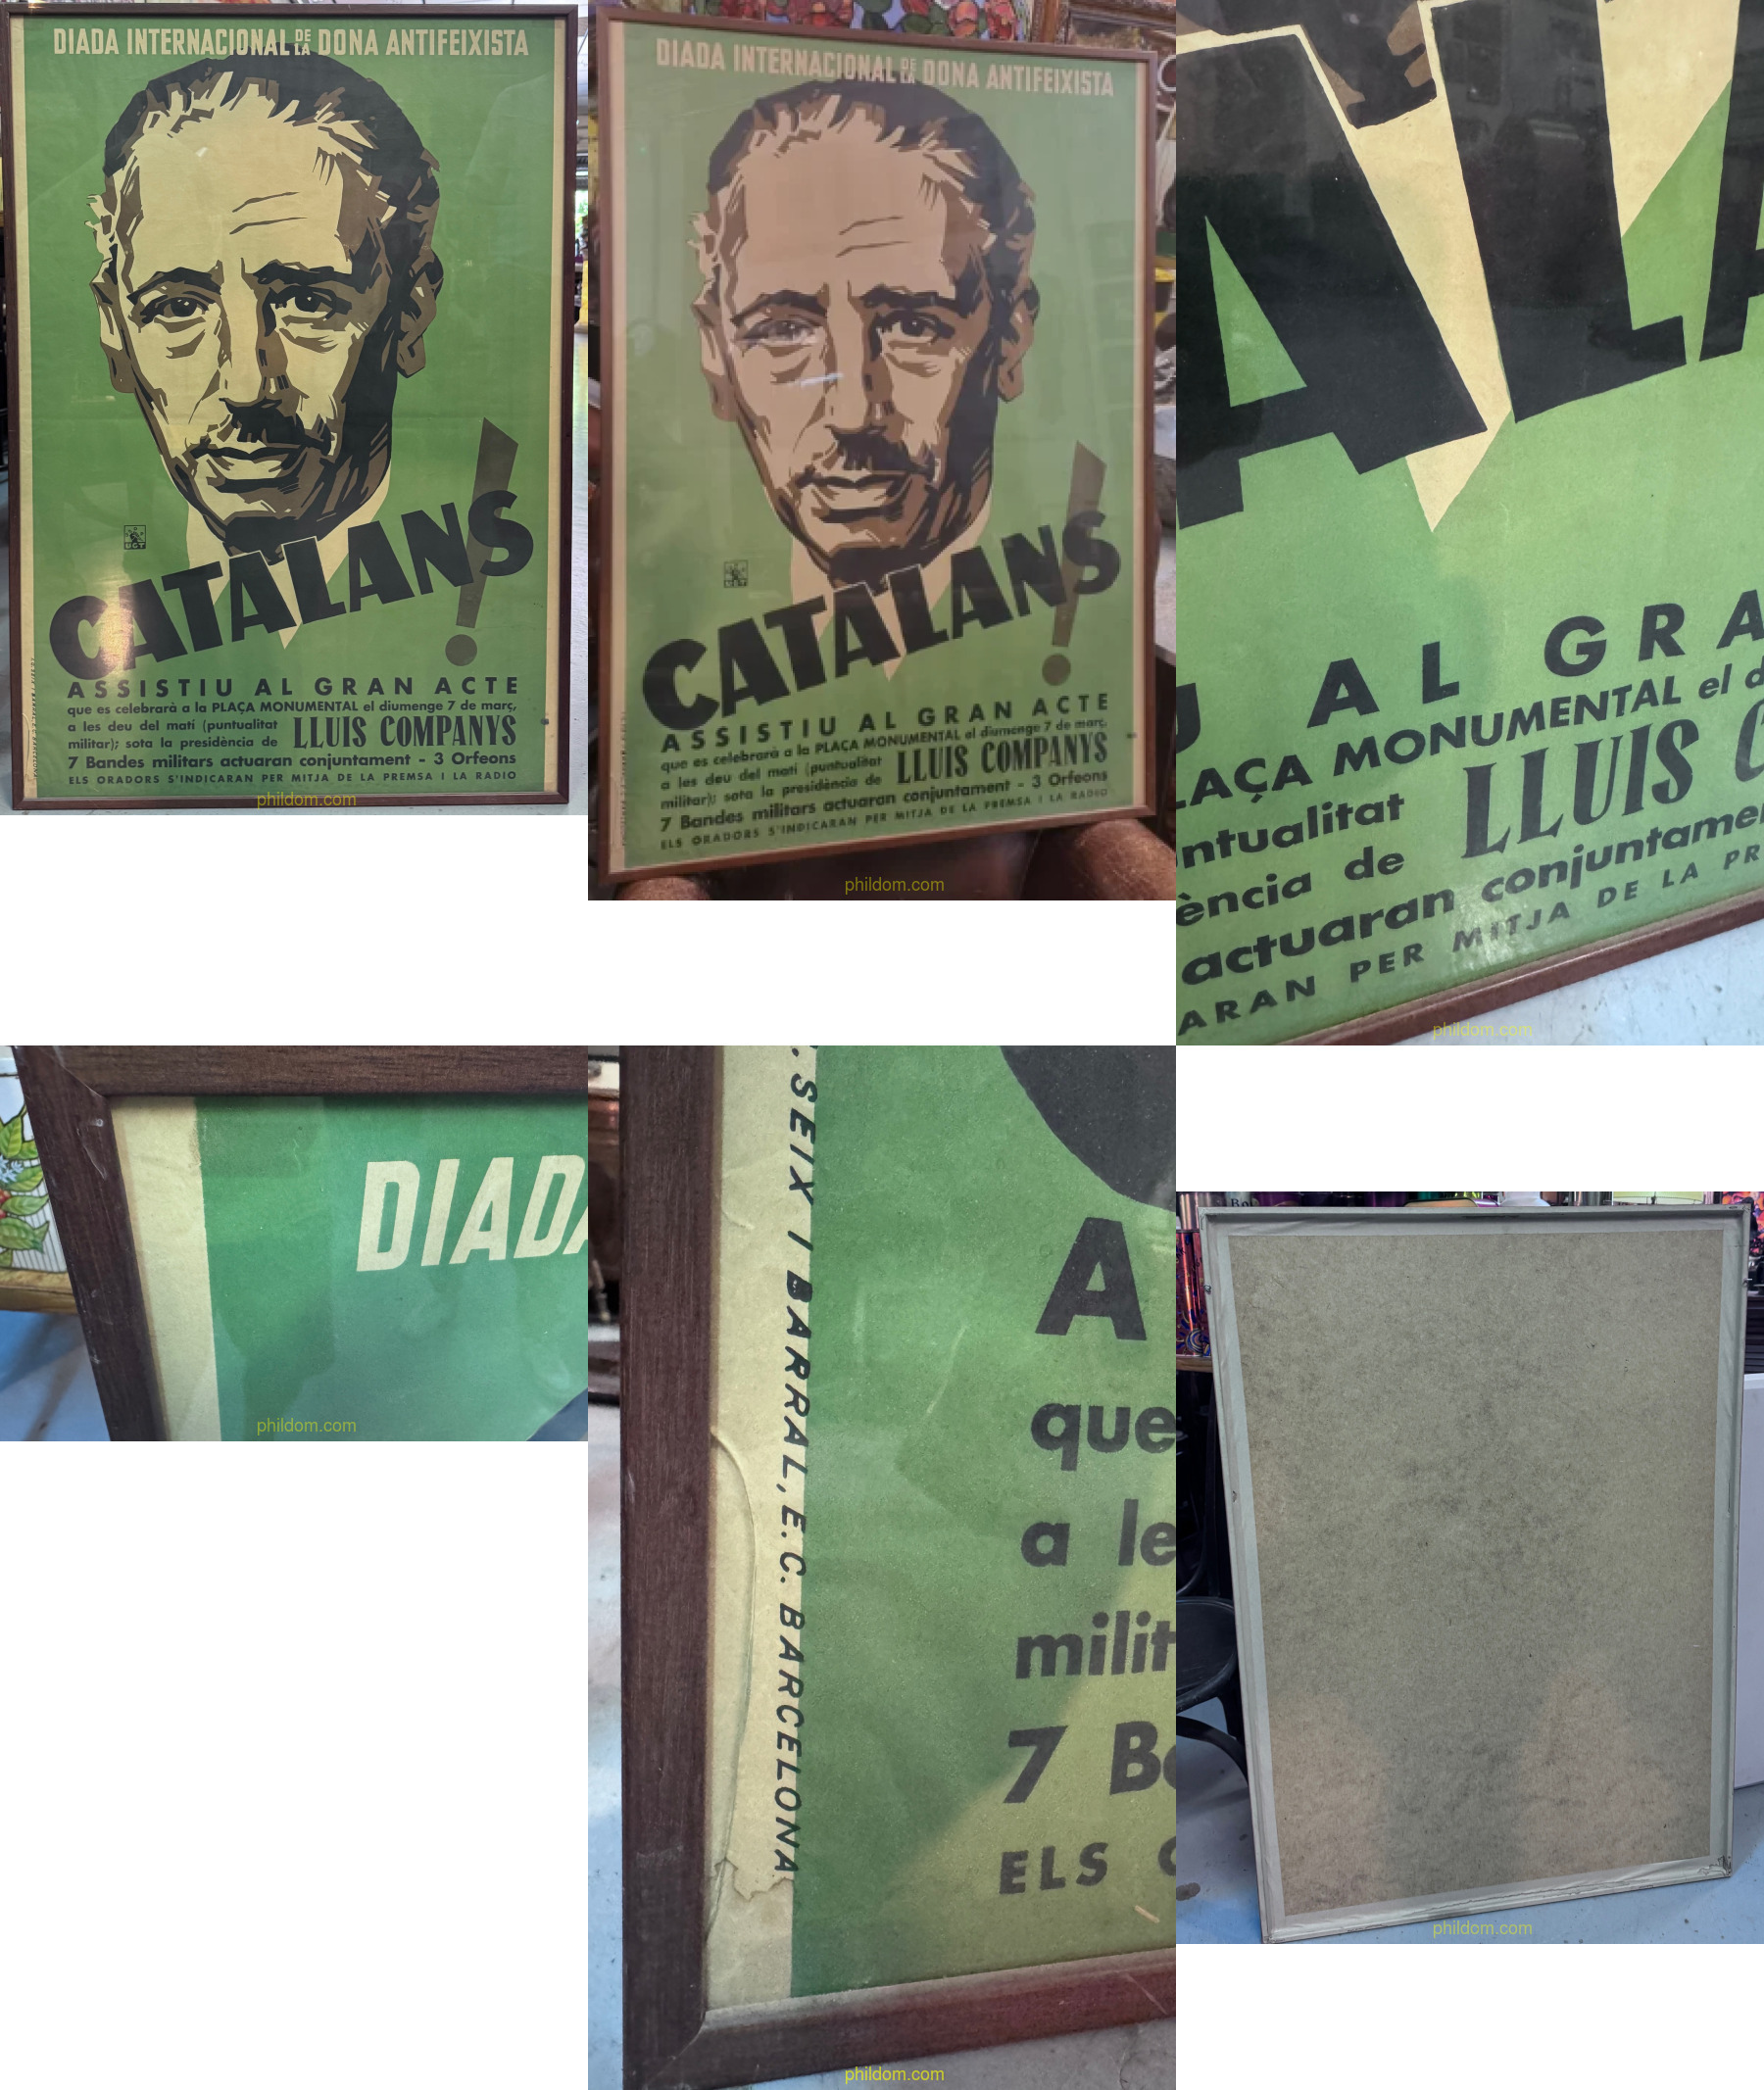 DIADA INTERNACIONAL DE LA DONA ANTIFEIXISTA
UGT
CATALANS!
ASSISTIU AL GRAN ACTE
que es celebrarà a la PLAÇA MONUMENTAL el diumenge 7 de març,
a les deu del matí (puntualitat
militar); sota la presidència de LLUIS COMPANYS
7 Bandes militars actuaran conjuntament - 3 Orfeons
ELS ORADORS S'INDICARAN PER MITJA DE LA PREMSA I LA RADIO
phildom.com
DIADA INTERNACIONAL DE LA DONA ANTIFEIXISTA
UGT
CATALANS!
ASSISTIU AL GRAN ACTE
que es celebrarà a la PLAÇA MONUMENTAL el diumenge 7 de març,
a les deu del matí (puntualitat
militar); sota la presidència de LLUIS COMPANYS
7 Bandes militars actuaran conjuntament - 3 Orfeons
ELS ORADORS S'INDICARAN PER MITJA DE LA PREMSA I LA RADIO
phildom.com
ALA
U AL GRA
LAÇA MONUMENTAL el d
ntualitat LLUIS C
ència de
actuaran conjuntame
ARAN PER MITJA DE LA PR
phildom.com
DIADA
phildom.com
. SEIX I BARRAL, E.C. BARCELONA
A
que
a le
milit
7 Ba
ELS O
phildom.com
phildom.com